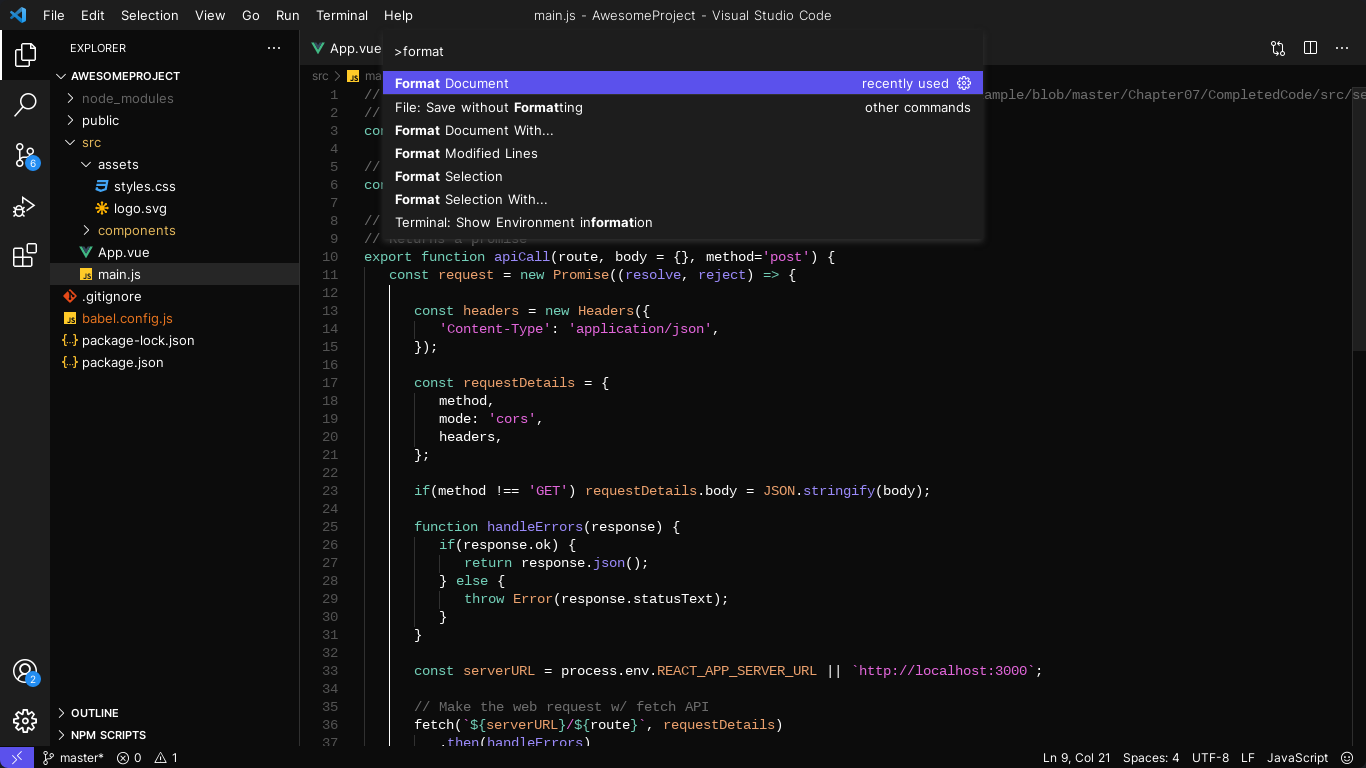 File Edit Selection View Go Run Terminal Help
main.js - AwesomeProject - Visual Studio Code
EXPLORER
AWESOMEPROJECT
node_modules
public
src
assets
styles.css
logo.svg
components
App.vue
main.js
.gitignore
babel.config.js
package-lock.json
package.json
OUTLINE
NPM SCRIPTS
6
2
App.vue
src
JS
>format
Format Document recently used
File: Save without Formatting other commands
Format Document With...
Format Modified Lines
Format Selection
Format Selection With...
Terminal: Show Environment information
1 // ample/blob/master/Chapter07/CompletedCode/src/se
2 //
3
4
5 //
6
7
8 //
9 // Returns a promise
10 export function apiCall(route, body = {}, method='post') {
11 const request = new Promise((resolve, reject) => {
12
13 const headers = new Headers({
14 'Content-Type': 'application/json',
15 });
16
17 const requestDetails = {
18 method,
19 mode: 'cors',
20 headers,
21 };
22
23 if(method !== 'GET') requestDetails.body = JSON.stringify(body);
24
25 function handleErrors(response) {
26 if(response.ok) {
27 return response.json();
28 } else {
29 throw Error(response.statusText);
30 }
31 }
32
33 const serverURL = process.env.REACT_APP_SERVER_URL || `http://localhost:3000`;
34
35 // Make the web request w/ fetch API
36 fetch(`${serverURL}/${route}`, requestDetails)
37 .then(handleErrors)
master* 0 1
Ln 9, Col 21 Spaces: 4 UTF-8 LF JavaScript